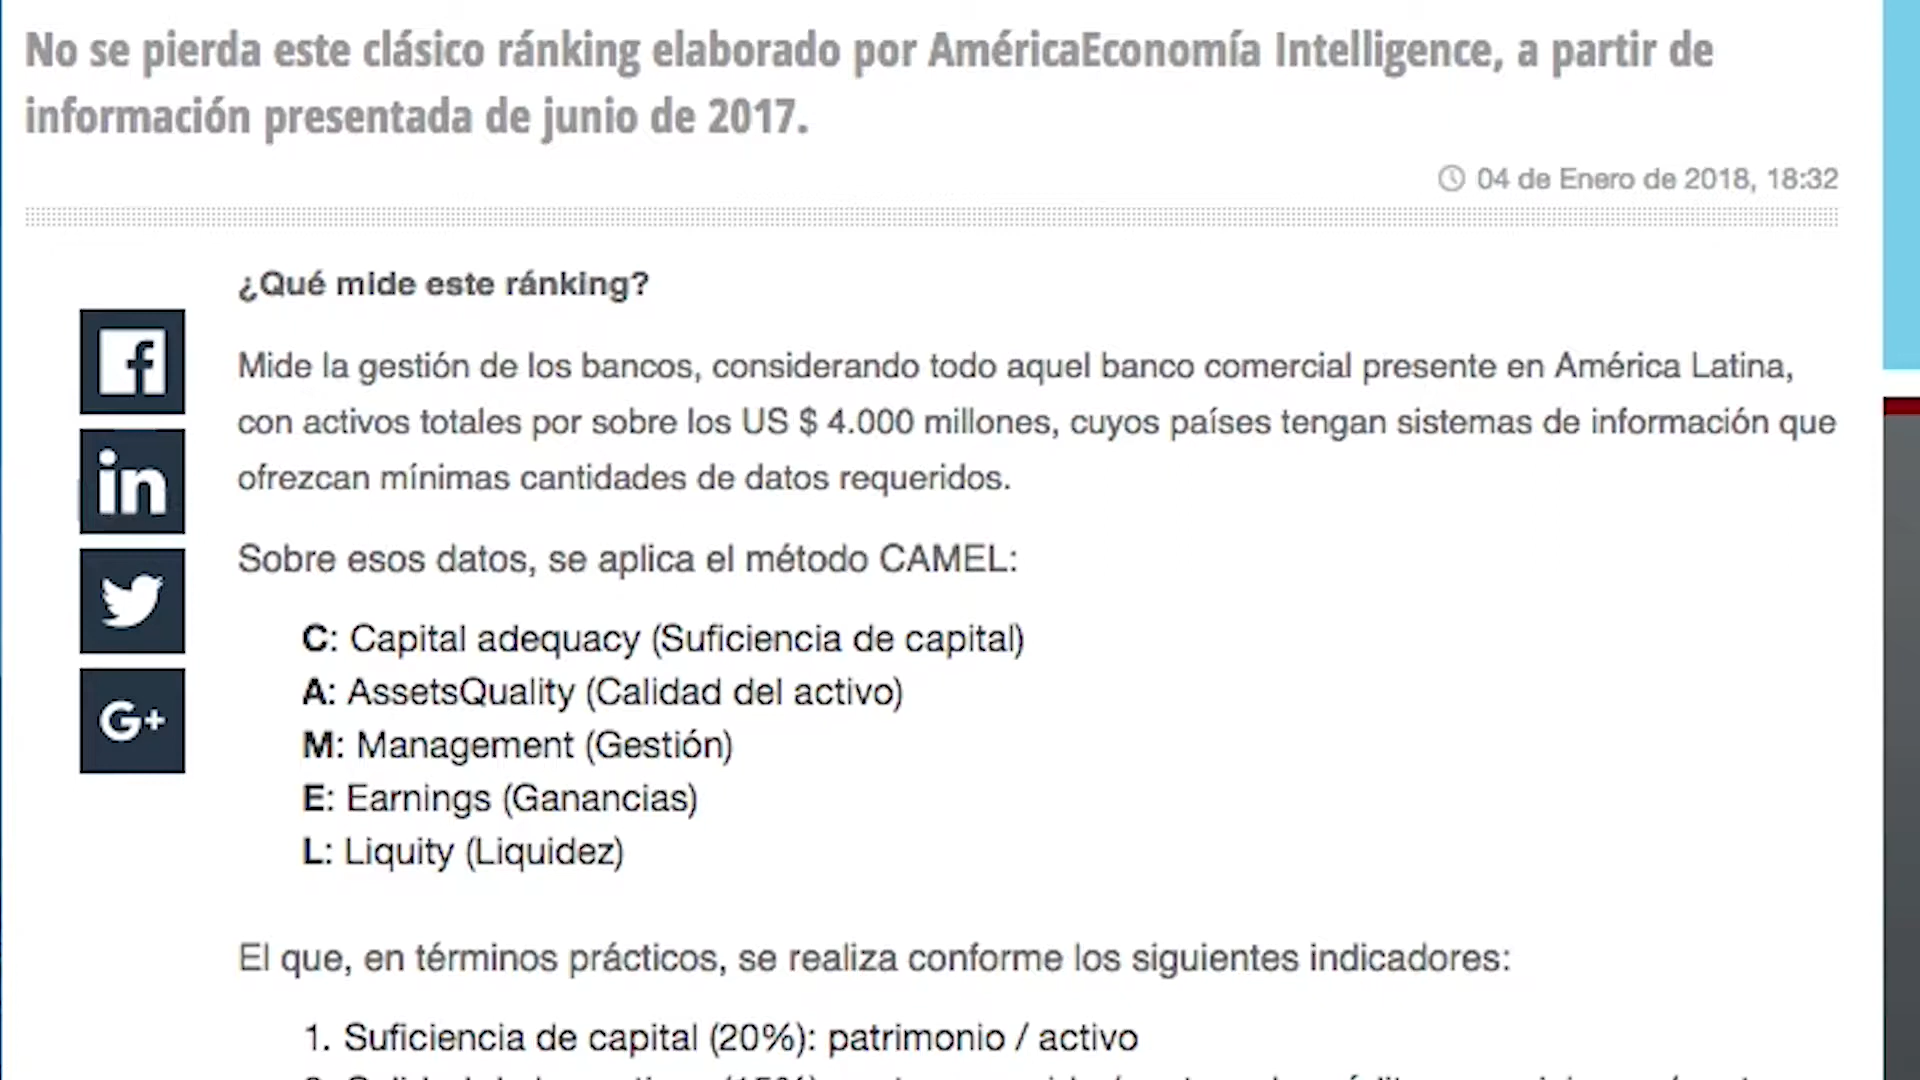 No se pierda este clásico ránking elaborado por AméricaEconomía Intelligence, a partir de
información presentada de junio de 2017.
04 de Enero de 2018, 18:32
¿Qué mide este ránking?
Mide la gestión de los bancos, considerando todo aquel banco comercial presente en América Latina,
con activos totales por sobre los US $ 4.000 millones, cuyos países tengan sistemas de información que
ofrezcan mínimas cantidades de datos requeridos.
Sobre esos datos, se aplica el método CAMEL:
C: Capital adequacy (Suficiencia de capital)
A: AssetsQuality (Calidad del activo)
M: Management (Gestión)
E: Earnings (Ganancias)
L: Liquity (Liquidez)
El que, en términos prácticos, se realiza conforme los siguientes indicadores:
1. Suficiencia de capital (20%): patrimonio / activo
f
in
G+